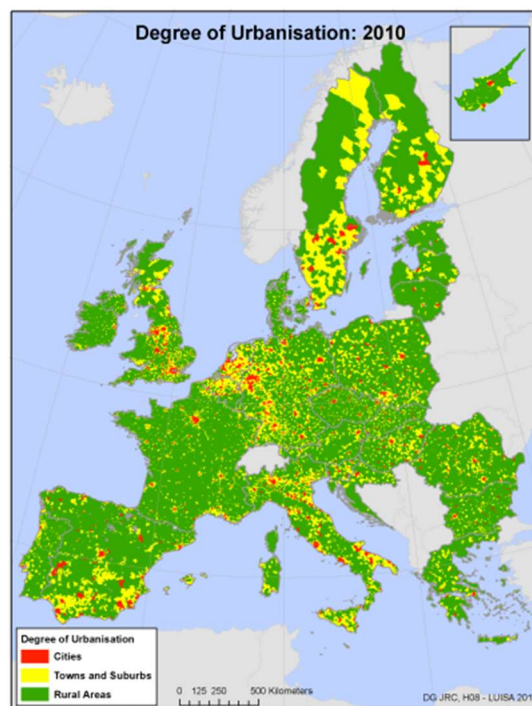 Degree of Urbanisation: 2010
Degree of Urbanisation
Cities
Towns and Suburbs
Rural Areas
0 125 250 500 Kilometers
DG JRC, H08 - LUISA